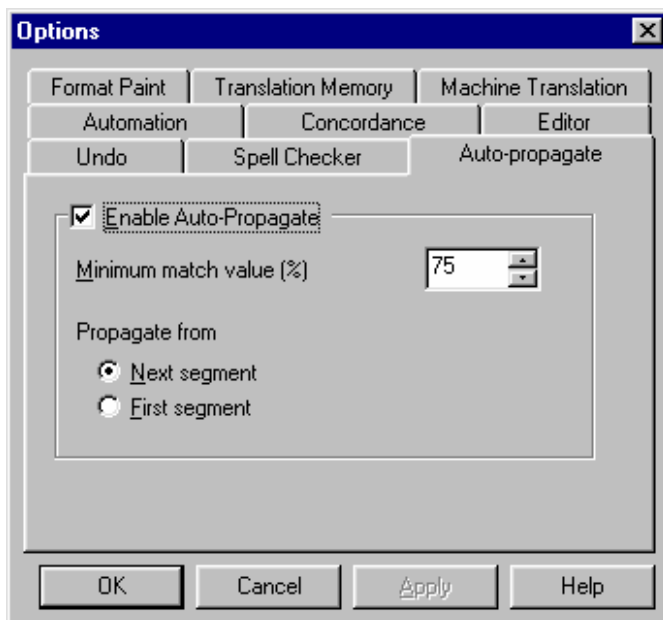 Options
Format Paint Translation Memory Machine Translation
Automation Concordance Editor
Undo Spell Checker Auto-propagate
Enable Auto-Propagate
Minimum match value (%) 75
Propagate from
Next segment
First segment
OK Cancel Apply Help